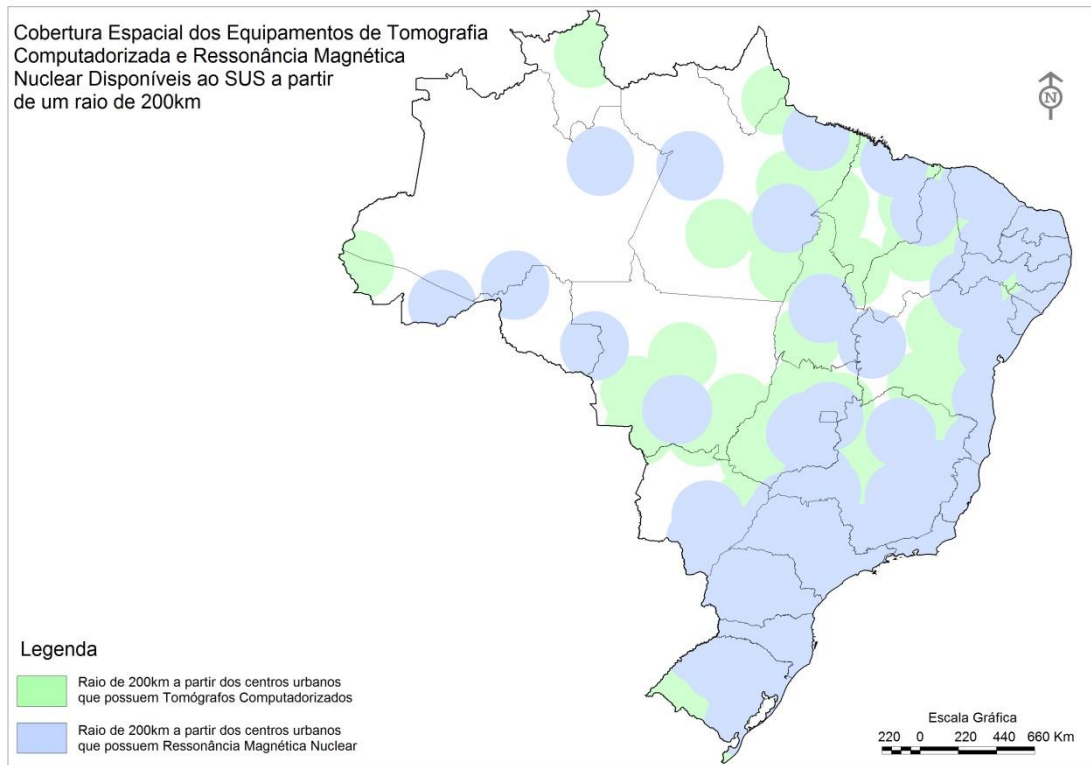 Cobertura Espacial dos Equipamentos de Tomografia
Computadorizada e Ressonância Magnética
Nuclear Disponíveis ao SUS a partir
de um raio de 200km
N
Legenda
Raio de 200km a partir dos centros urbanos
que possuem Tomógrafos Computadorizados
Raio de 200km a partir dos centros urbanos
que possuem Ressonância Magnética Nuclear
Escala Gráfica
220 0 220 440 660 Km